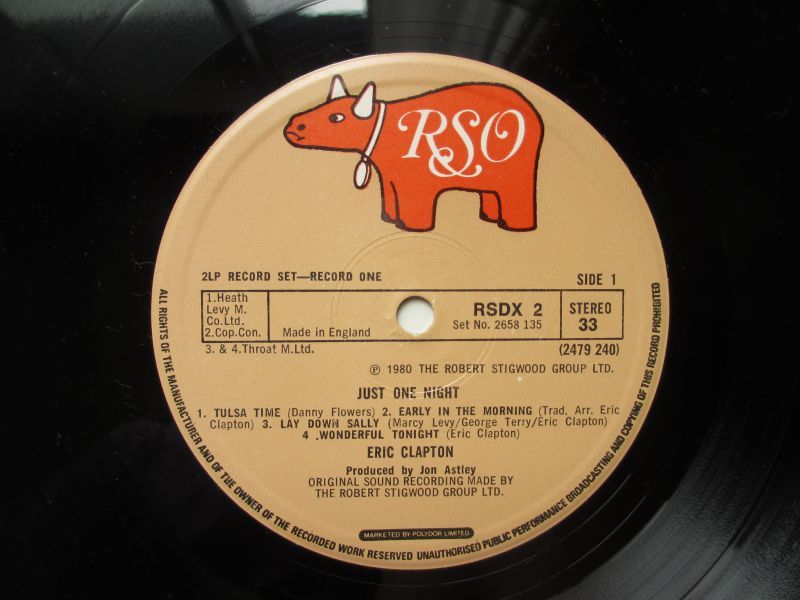 RSO
2LP RECORD SET—RECORD ONE
SIDE 1
1.Heath
Levy M.
Co.Ltd.
2.Cop.Con.
Made in England
RSDX 2
Set No. 2658 135
STEREO
33
3. & 4.Throat M.Ltd.
(2479 240)
℗ 1980 THE ROBERT STIGWOOD GROUP LTD.
JUST ONE NIGHT
1. TULSA TIME (Danny Flowers) 2. EARLY IN THE MORNING (Trad. Arr. Eric
Clapton) 3. LAY DOWN SALLY (Marcy Levy/George Terry/Eric Clapton)
4 .WONDERFUL TONIGHT (Eric Clapton)
ERIC CLAPTON
Produced by Jon Astley
ORIGINAL SOUND RECORDING MADE BY
THE ROBERT STIGWOOD GROUP LTD.
MARKETED BY POLYDOR LIMITED
ALL RIGHTS OF THE MANUFACTURER AND OF THE OWNER OF THE RECORDED WORK RESERVED UNAUTHORISED PUBLIC PERFORMANCE BROADCASTING AND COPYING OF THIS RECORD PROHIBITED